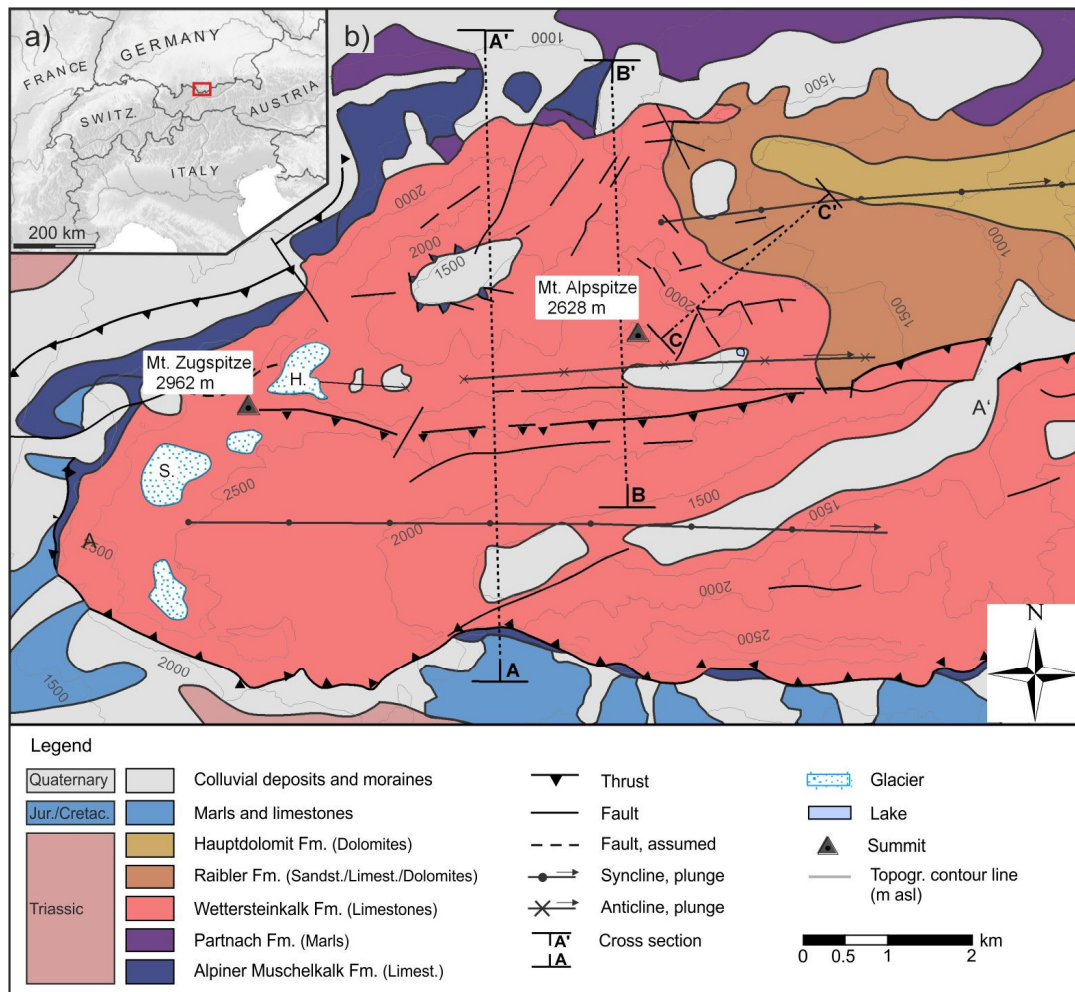 a)
GERMANY
FRANCE
SWITZ.
AUSTRIA
ITALY
200 km
b)
A'
1000
B'
1500
2000
2000
1500
Mt. Alpspitze
2628 m
2000
C'
C
1000
1500
Mt. Zugspitze
2962 m
H.
S.
2500
A'
B
1500
1500
2000
A
1500
2000
2500
2000
1500
A
N
Legend
Quaternary
Colluvial deposits and moraines
Jur./Cretac.
Marls and limestones
Triassic
Hauptdolomit Fm. (Dolomites)
Raibler Fm. (Sandst./Limest./Dolomites)
Wettersteinkalk Fm. (Limestones)
Partnach Fm. (Marls)
Alpiner Muschelkalk Fm. (Limest.)
Thrust
Fault
Fault, assumed
Syncline, plunge
Anticline, plunge
A'
A
Cross section
Glacier
Lake
Summit
Topogr. contour line
(m asl)
km
0 0.5 1 2